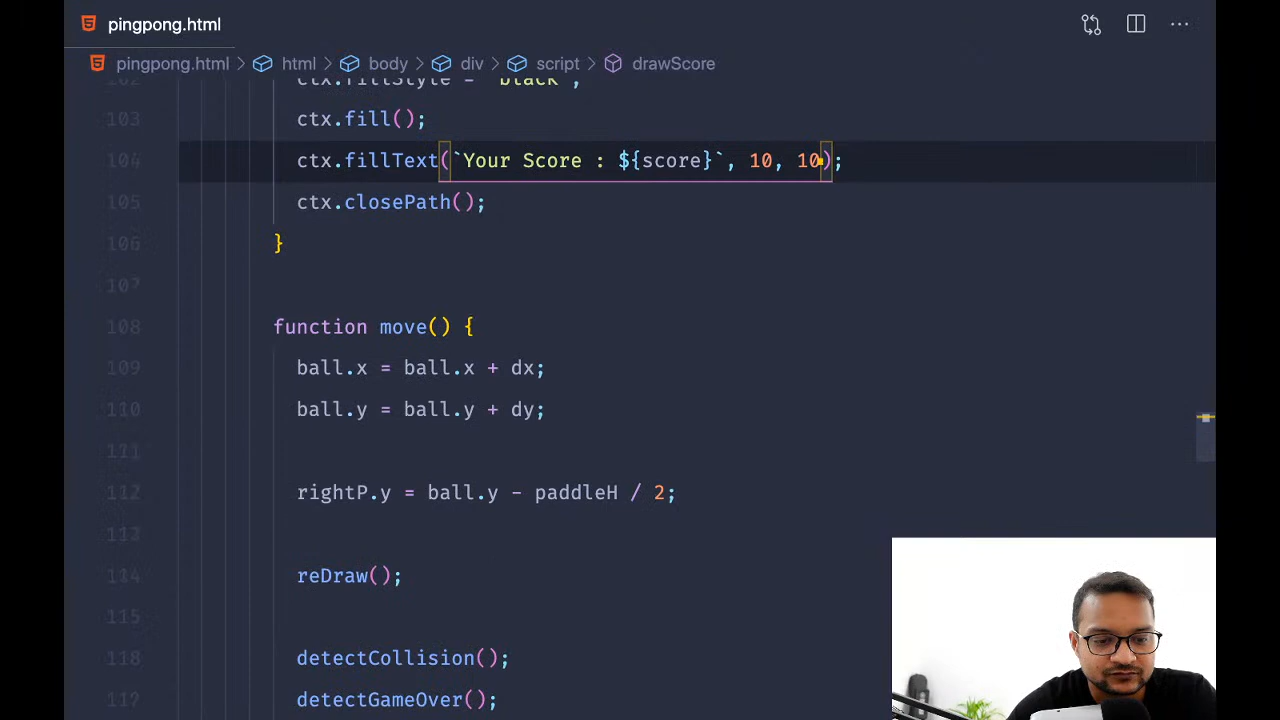 pingpong.html
pingpong.html > html > body > div > script > drawScore
102 ctx.fillStyle = "black";
103 ctx.fill();
104 ctx.fillText(`Your Score : ${score}`, 10, 10);
105 ctx.closePath();
106 }
107
108 function move() {
109 ball.x = ball.x + dx;
110 ball.y = ball.y + dy;
111
112 rightP.y = ball.y - paddleH / 2;
113
114 reDraw();
115
116 detectCollision();
117 detectGameOver();